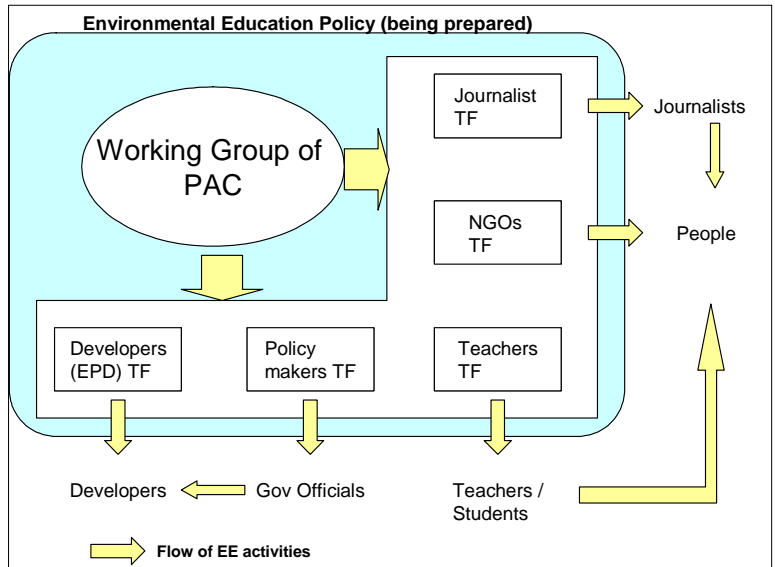 Environmental Education Policy (being prepared)
Working Group of
PAC
Journalist
TF
Journalists
NGOs
TF
People
Developers
(EPD) TF
Policy
makers TF
Teachers
TF
Developers
Gov Officials
Teachers /
Students
Flow of EE activities